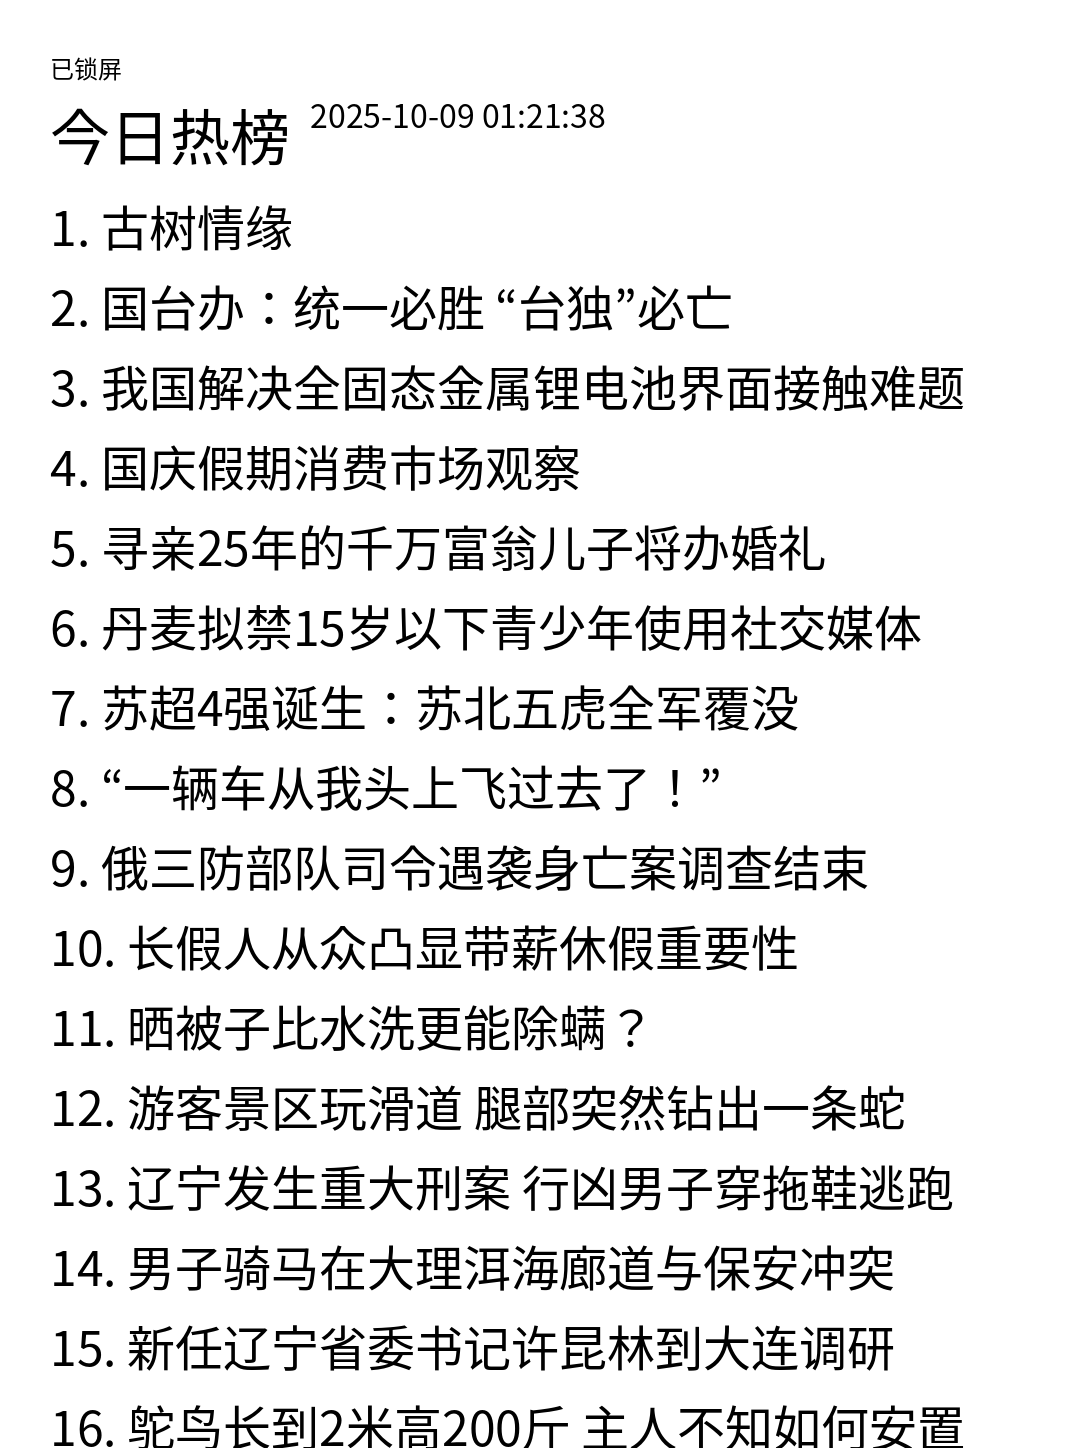 已锁屏
今日热榜 2025-10-09 01:21:38
1. 古树情缘
2. 国台办：统一必胜 “台独”必亡
3. 我国解决全固态金属锂电池界面接触难题
4. 国庆假期消费市场观察
5. 寻亲25年的千万富翁儿子将办婚礼
6. 丹麦拟禁15岁以下青少年使用社交媒体
7. 苏超4强诞生：苏北五虎全军覆没
8. “一辆车从我头上飞过去了！”
9. 俄三防部队司令遇袭身亡案调查结束
10. 长假人从众凸显带薪休假重要性
11. 晒被子比水洗更能除螨？
12. 游客景区玩滑道 腿部突然钻出一条蛇
13. 辽宁发生重大刑案 行凶男子穿拖鞋逃跑
14. 男子骑马在大理洱海廊道与保安冲突
15. 新任辽宁省委书记许昆林到大连调研
16. 鸵鸟长到2米高200斤 主人不知如何安置